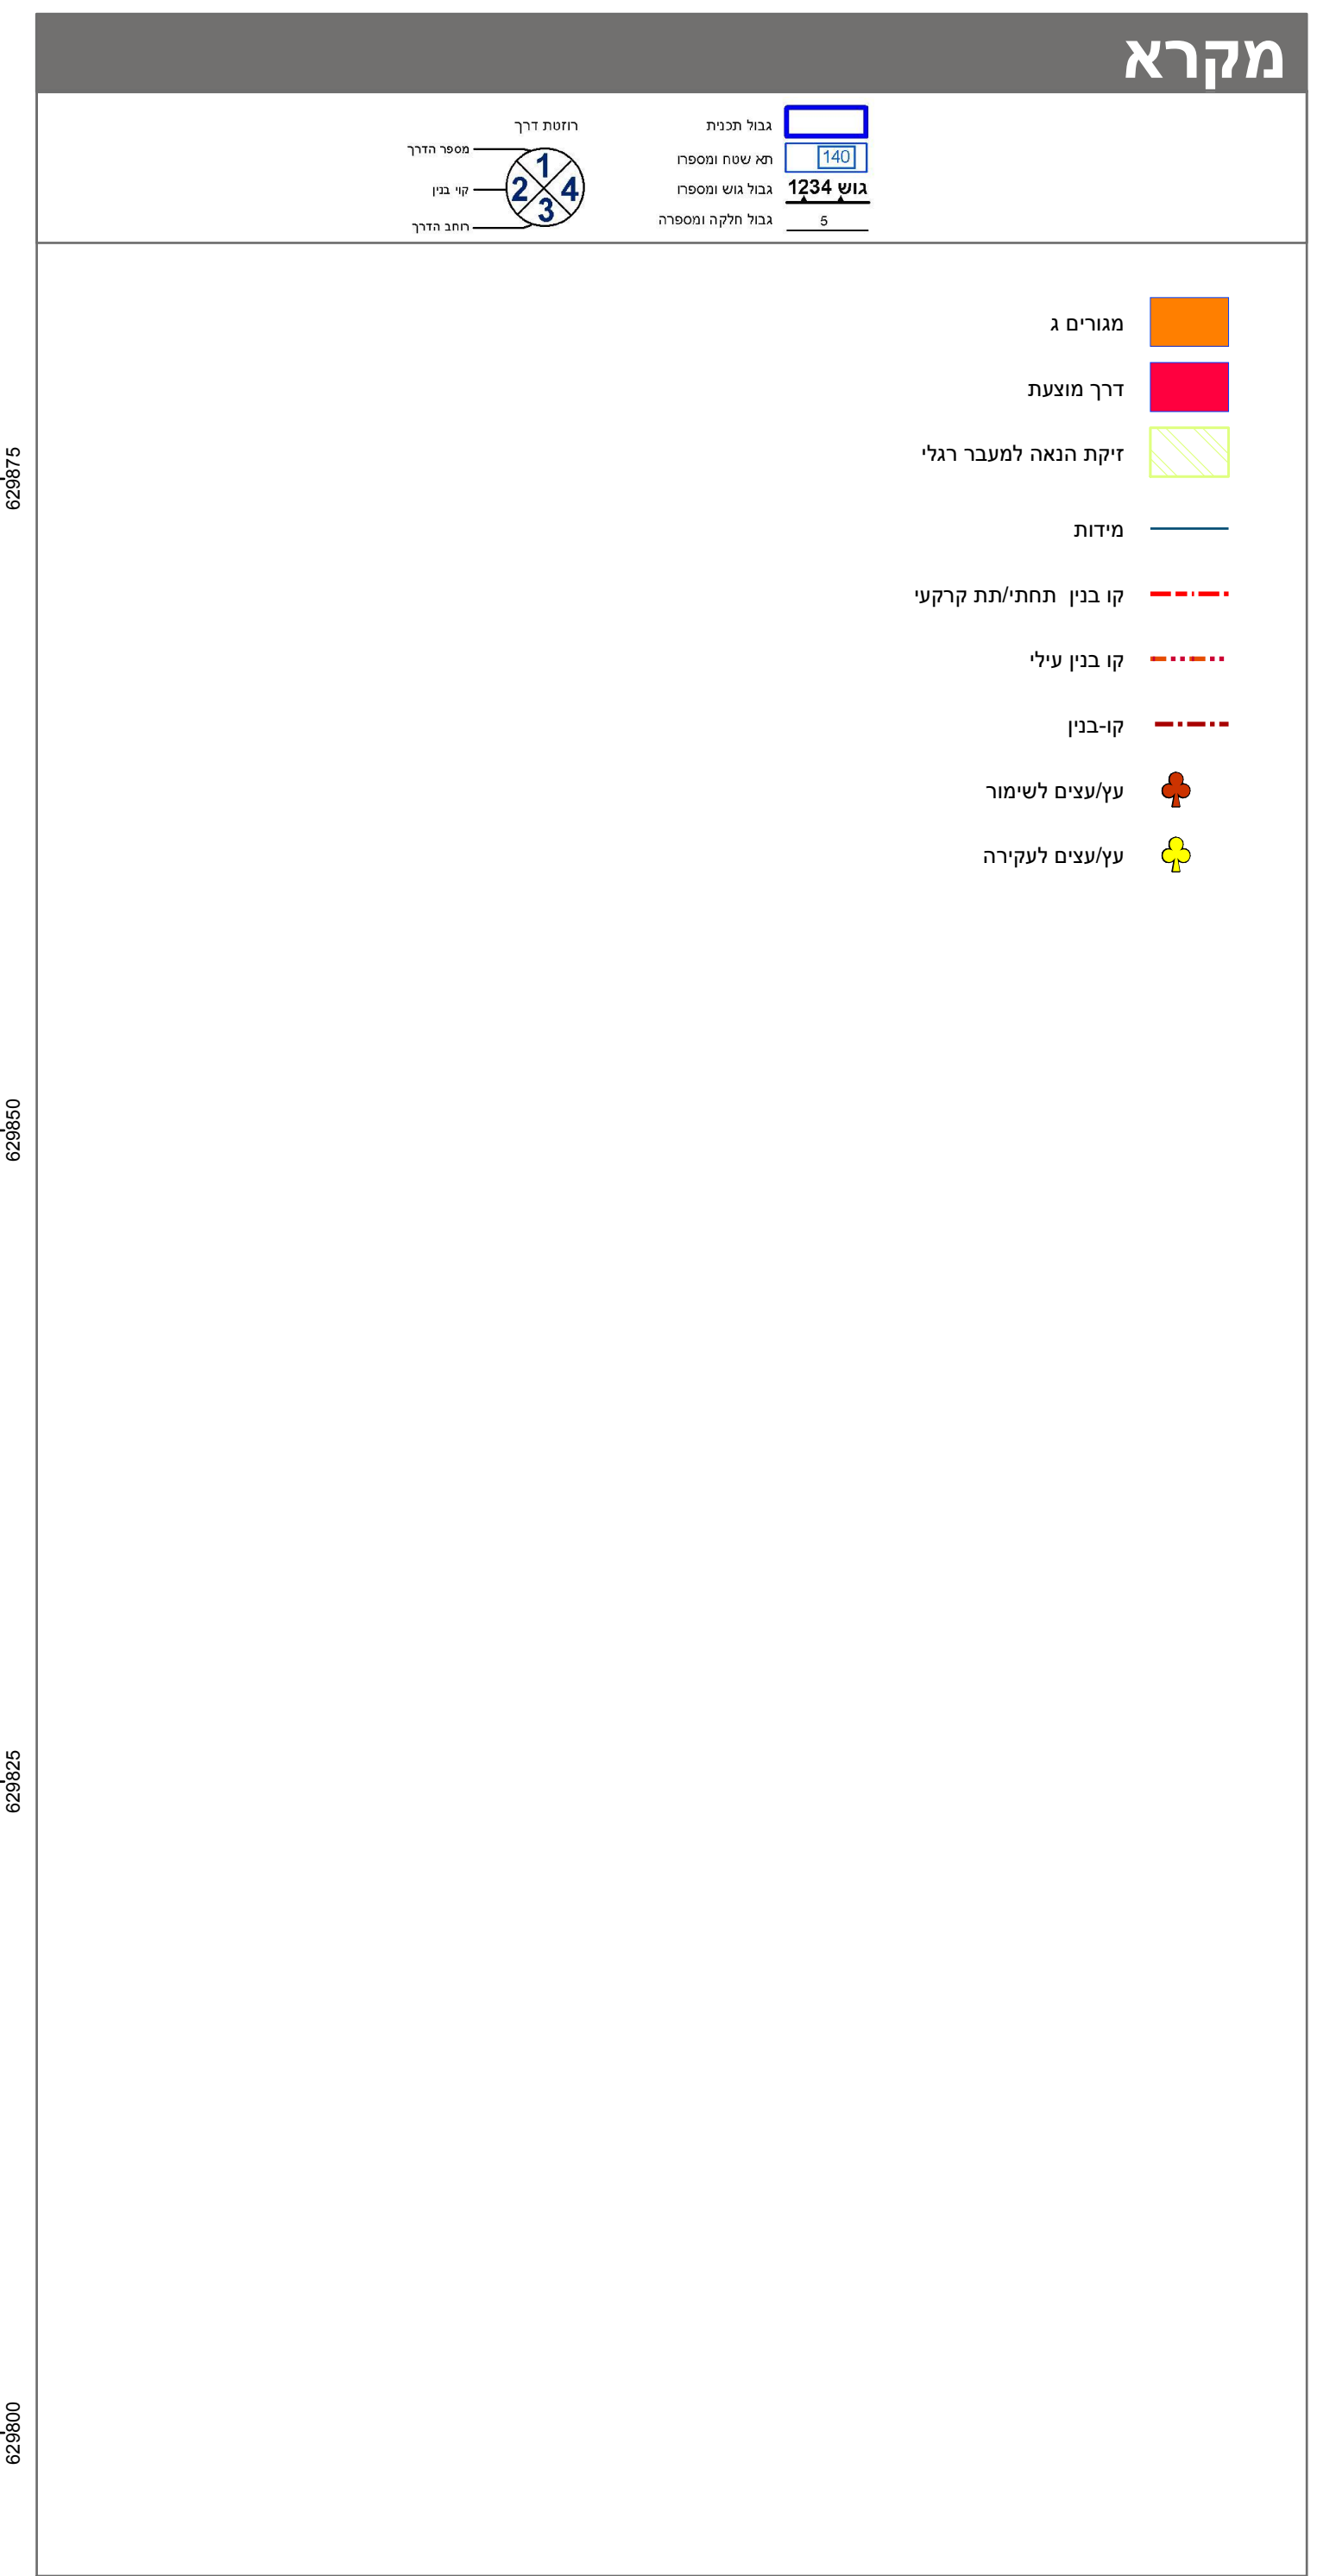 מקרא
גבול תכנית
תא שטח ומספרו
140
גבול גוש ומספרו
גוש 1234
גבול חלקה ומספרה
5
רוזטת דרך
מספר הדרך
קוי בנין
רוחב הדרך
1
2
4
3
מגורים ג
דרך מוצעת
זיקת הנאה למעבר רגלי
מידות
קו בנין תחתי/תת קרקעי
קו בנין עילי
קו-בנין
עץ/עצים לשימור
עץ/עצים לעקירה
629875
629850
629825
629800